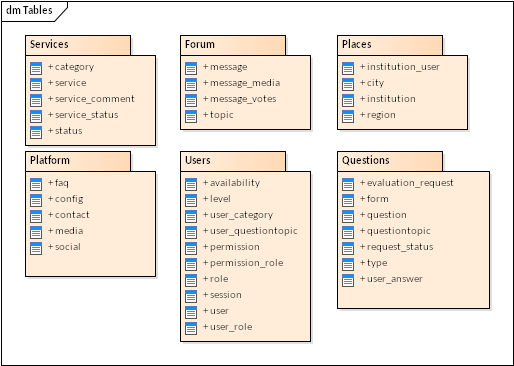 dm Tables
Services
+ category
+ service
+ service_comment
+ service_status
+ status
Forum
+ message
+ message_media
+ message_votes
+ topic
Places
+ institution_user
+ city
+ institution
+ region
Platform
+ faq
+ config
+ contact
+ media
+ social
Users
+ availability
+ level
+ user_category
+ user_questiontopic
+ permission
+ permission_role
+ role
+ session
+ user
+ user_role
Questions
+ evaluation_request
+ form
+ question
+ questiontopic
+ request_status
+ type
+ user_answer